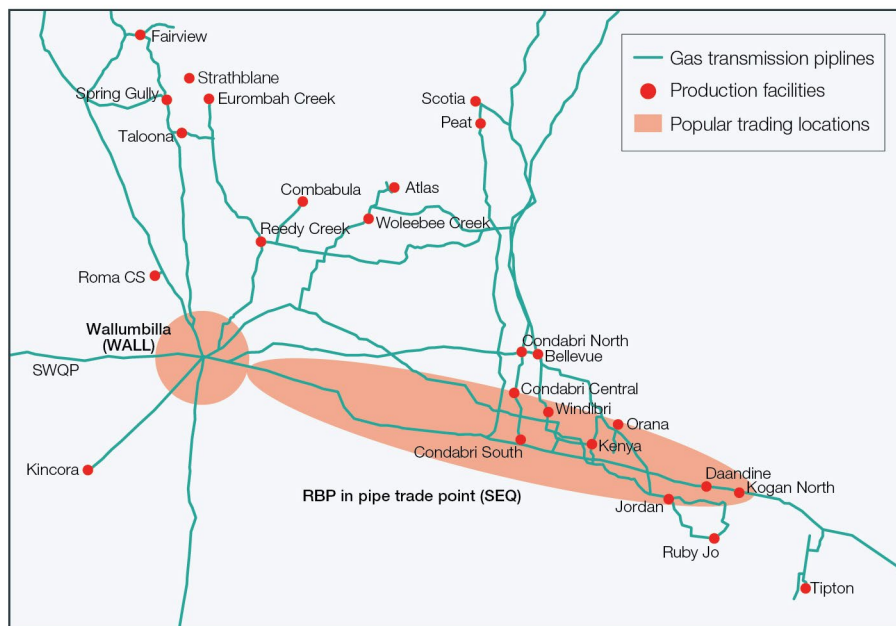 Fairview
Gas transmission piplines
Production facilities
Popular trading locations
Strathblane
Spring Gully
Eurombah Creek
Scotia
Peat
Taloona
Combabula
Atlas
Woleebee Creek
Reedy Creek
Roma CS
Wallumbilla
(WALL)
SWQP
Condabri North
Bellevue
Condabri Central
Windibri
Orana
Kenya
Condabri South
Kincora
Daandine
Kogan North
RBP in pipe trade point (SEQ)
Jordan
Ruby Jo
Tipton